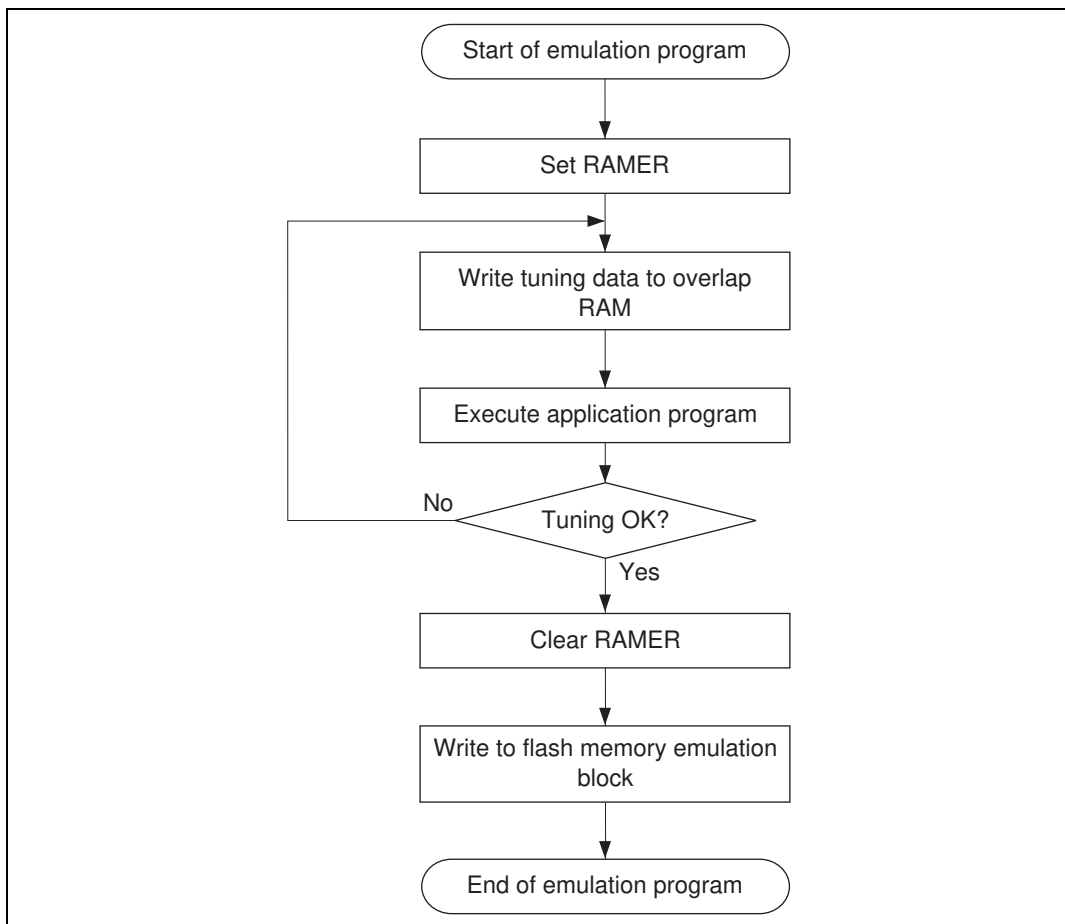 Start of emulation program
Set RAMER
Write tuning data to overlap
RAM
Execute application program
No
Tuning OK?
Yes
Clear RAMER
Write to flash memory emulation
block
End of emulation program